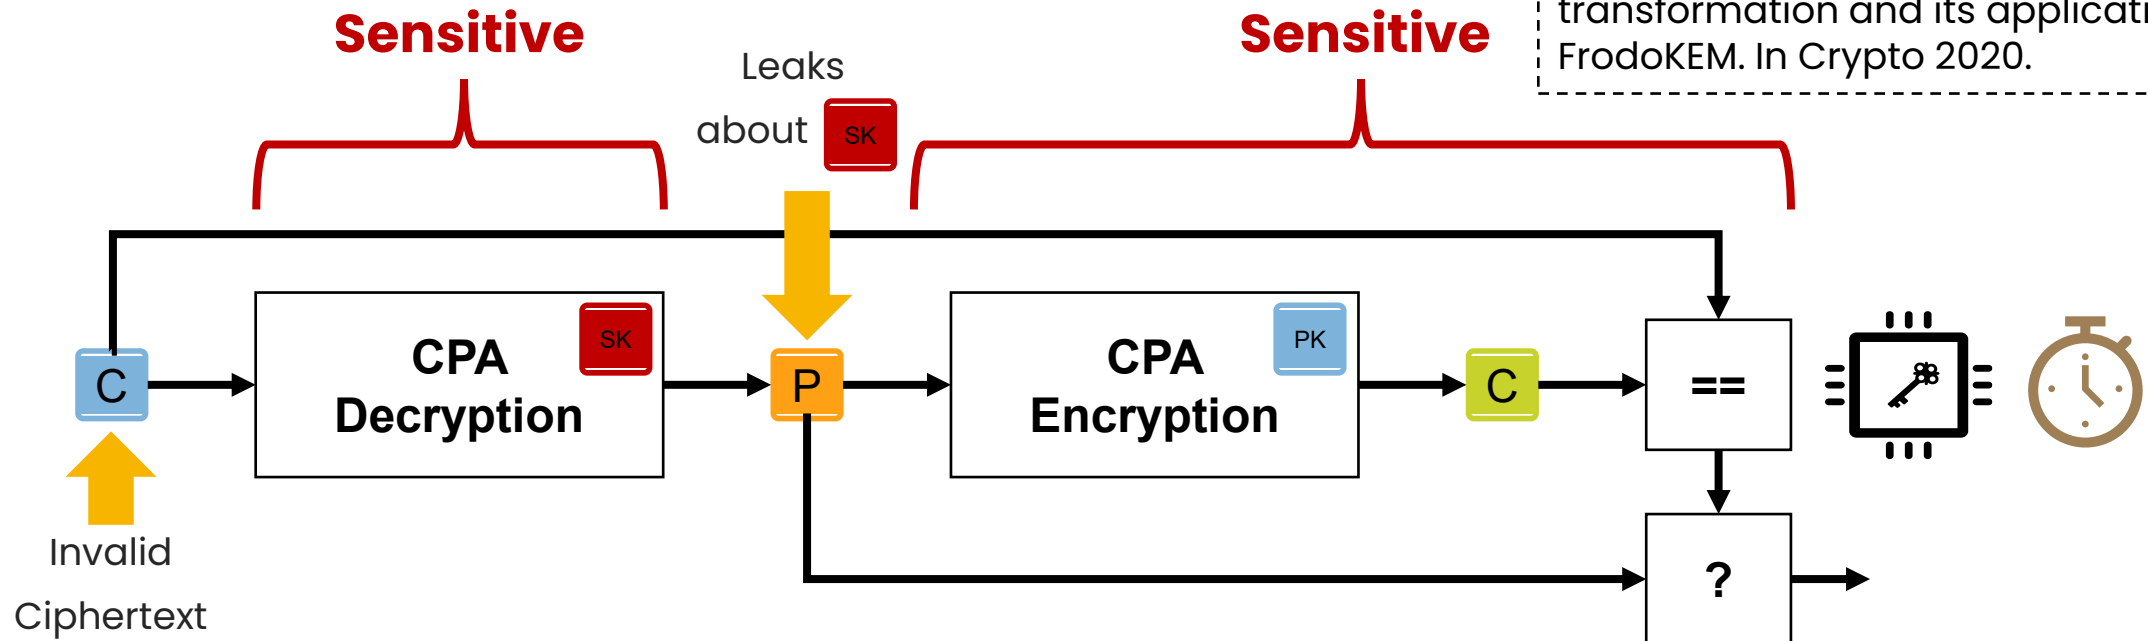 Sensitive
Sensitive
transformation and its applicati
FrodoKEM. In Crypto 2020.
Leaks
about SK
CPA
Decryption
SK
CPA
Encryption
PK
C
P
C
==
Invalid
Ciphertext
?